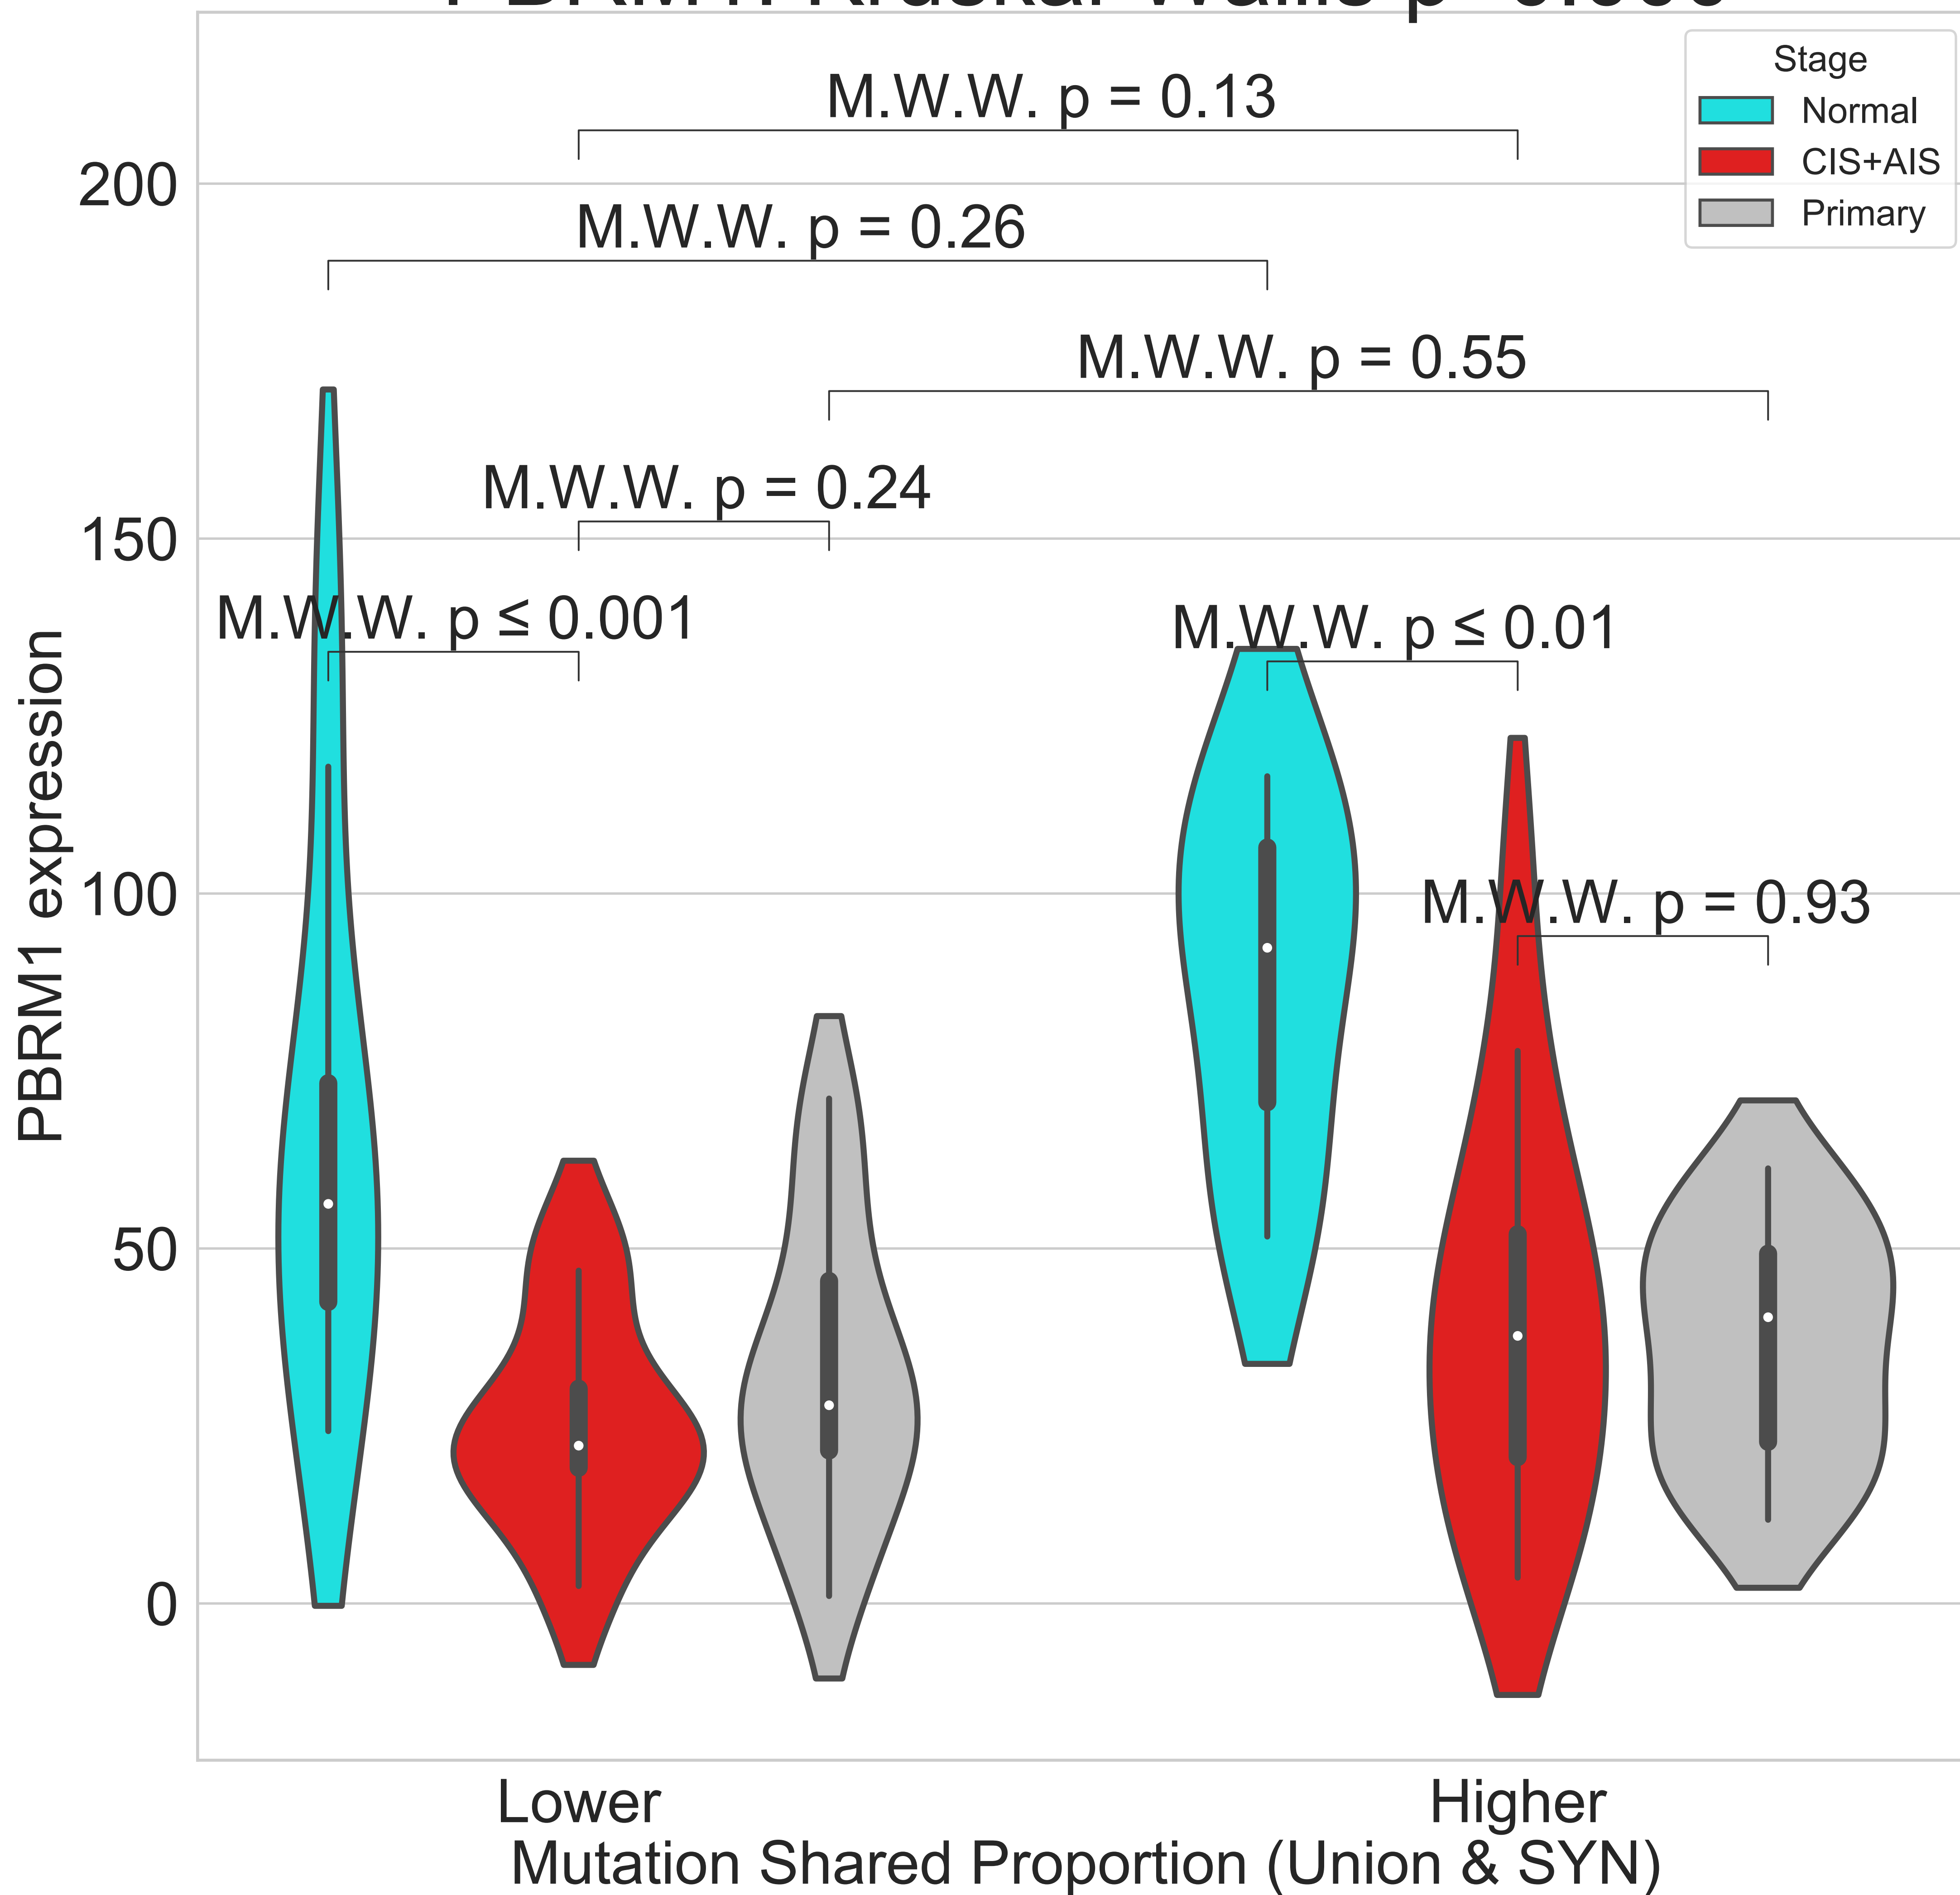 Stage
Normal
CIS+AIS
Primary
M.W.W. p = 0.13
200
M.W.W. p = 0.26
M.W.W. p = 0.55
M.W.W. p = 0.24
150
M.W.W. p ≤ 0.001
M.W.W. p ≤ 0.01
PBRM1 expression
100
M.W.W. p = 0.93
50
0
Lower
Higher
Mutation Shared Proportion (Union & SYN)